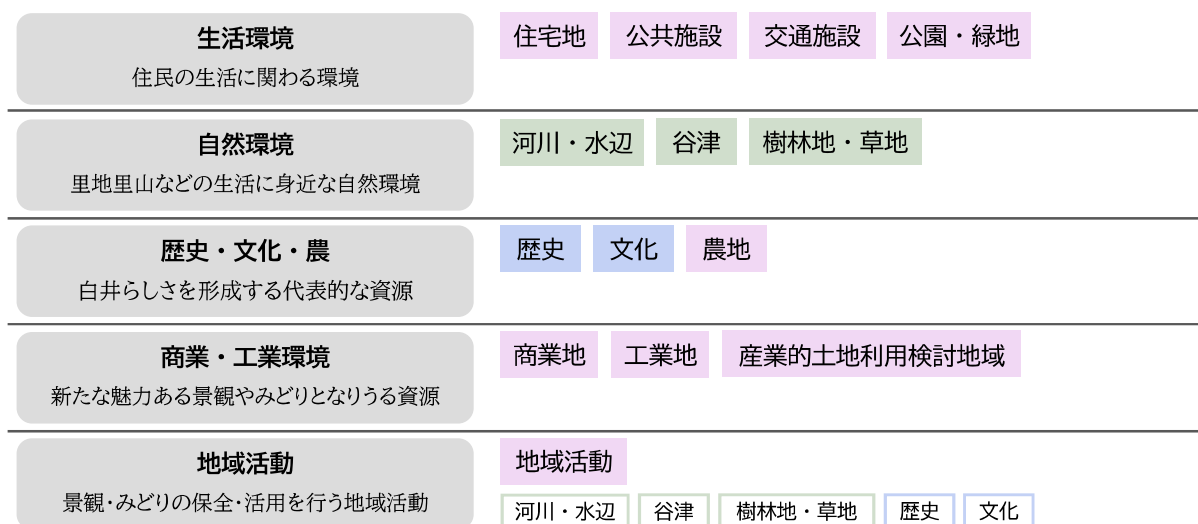 生活環境
住民の生活に関わる環境
住宅地 公共施設 交通施設 公園・緑地
自然環境
里地里山などの生活に身近な自然環境
河川・水辺 谷津 樹林地・草地
歴史・文化・農
白井らしさを形成する代表的な資源
歴史 文化 農地
商業・工業環境
新たな魅力ある景観やみどりとなりうる資源
商業地 工業地 産業的土地利用検討地域
地域活動
景観・みどりの保全・活用を行う地域活動
地域活動
河川・水辺 谷津 樹林地・草地 歴史 文化